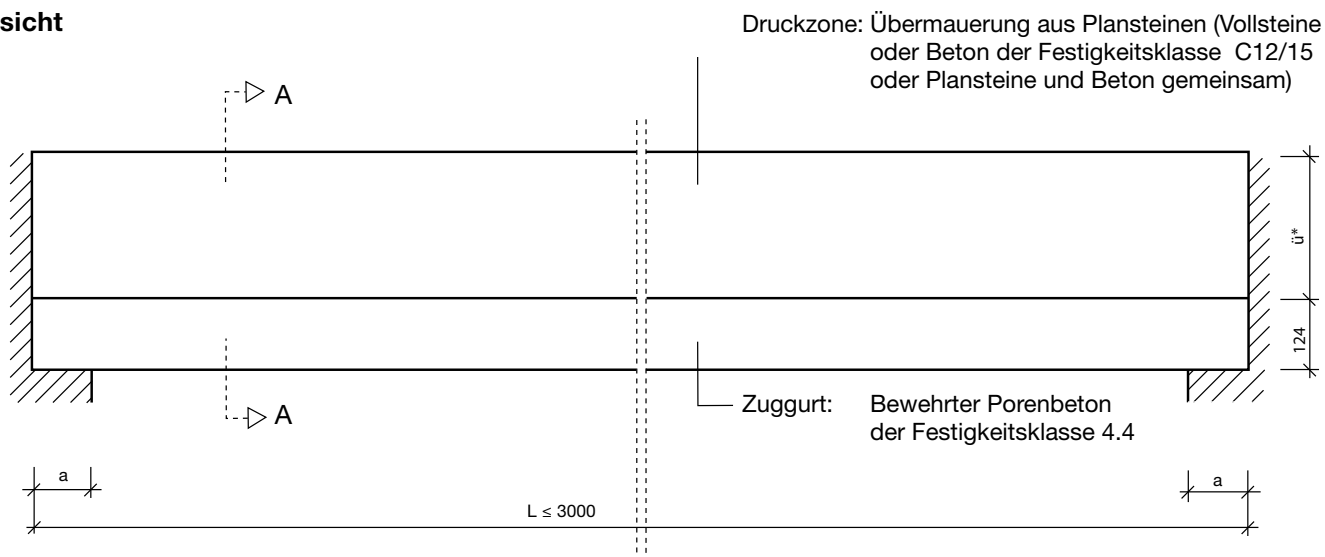 sicht
Druckzone: Übermauerung aus Plansteinen (Vollsteine
oder Beton der Festigkeitsklasse C12/15
oder Plansteine und Beton gemeinsam)
A
ü*
124
A
Zuggurt: Bewehrter Porenbeton
der Festigkeitsklasse 4.4
a
a
L ≤ 3000